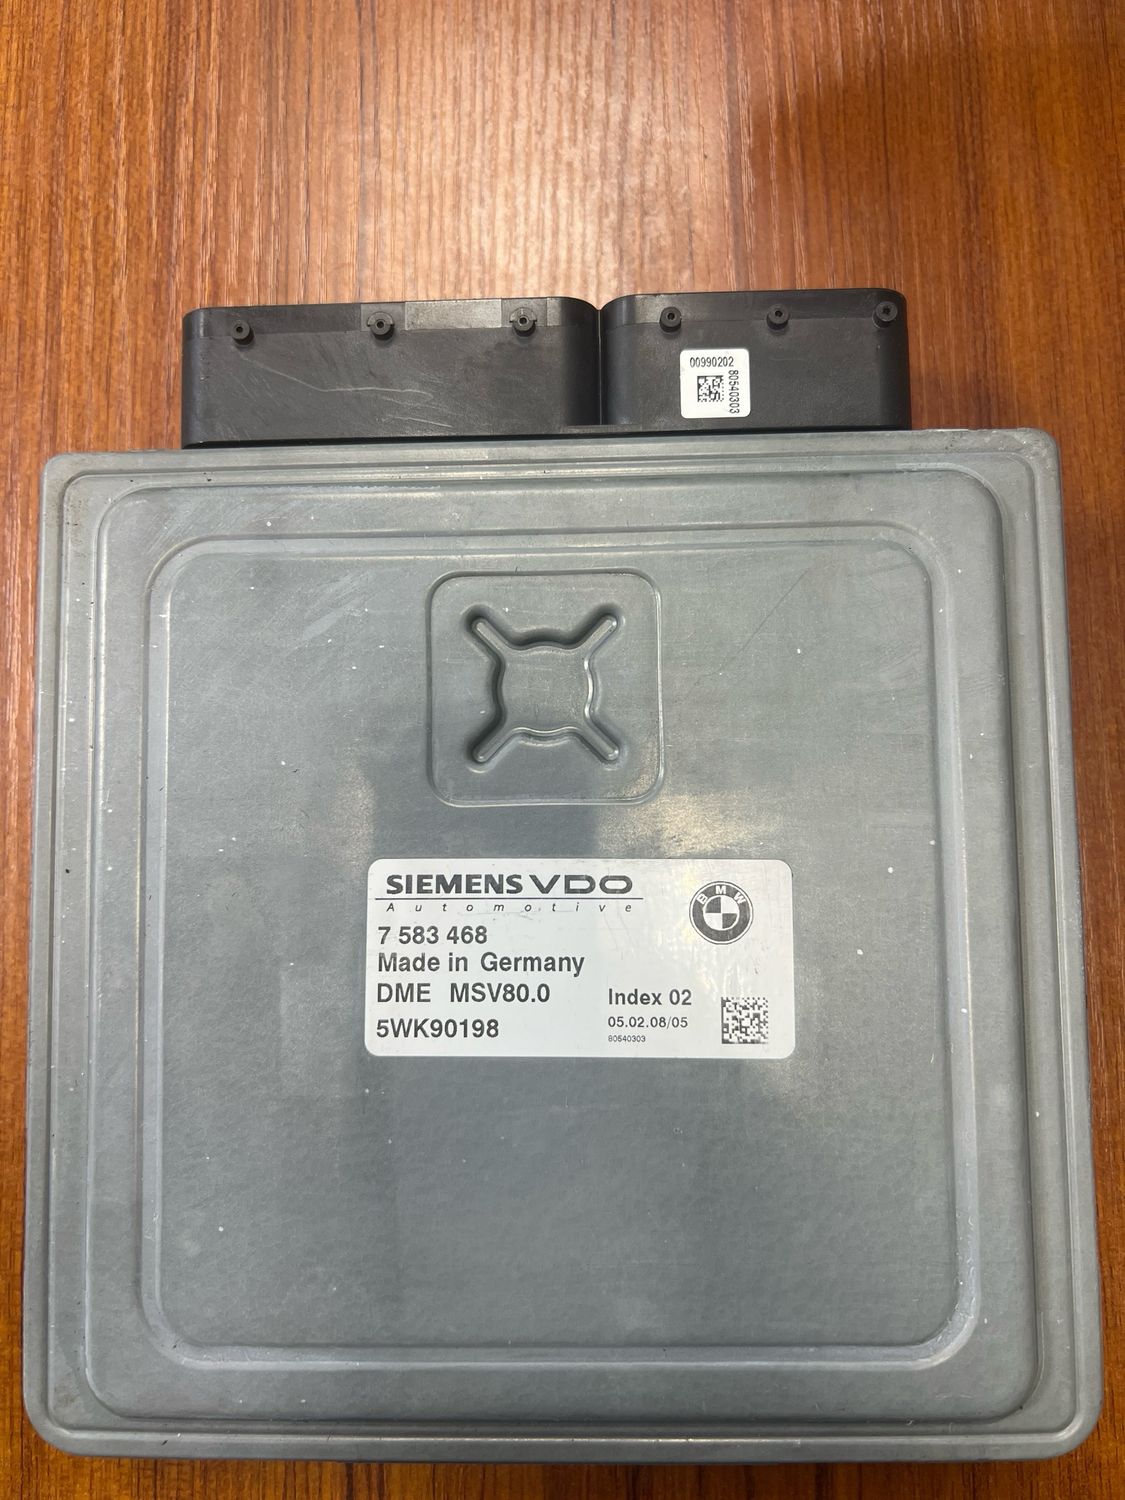 00990202
80540303
SIEMENS VDO
Automotive
BMW
7 583 468
Made in Germany
DME MSV80.0
Index 02
5WK90198
05.02.08/05
80540303